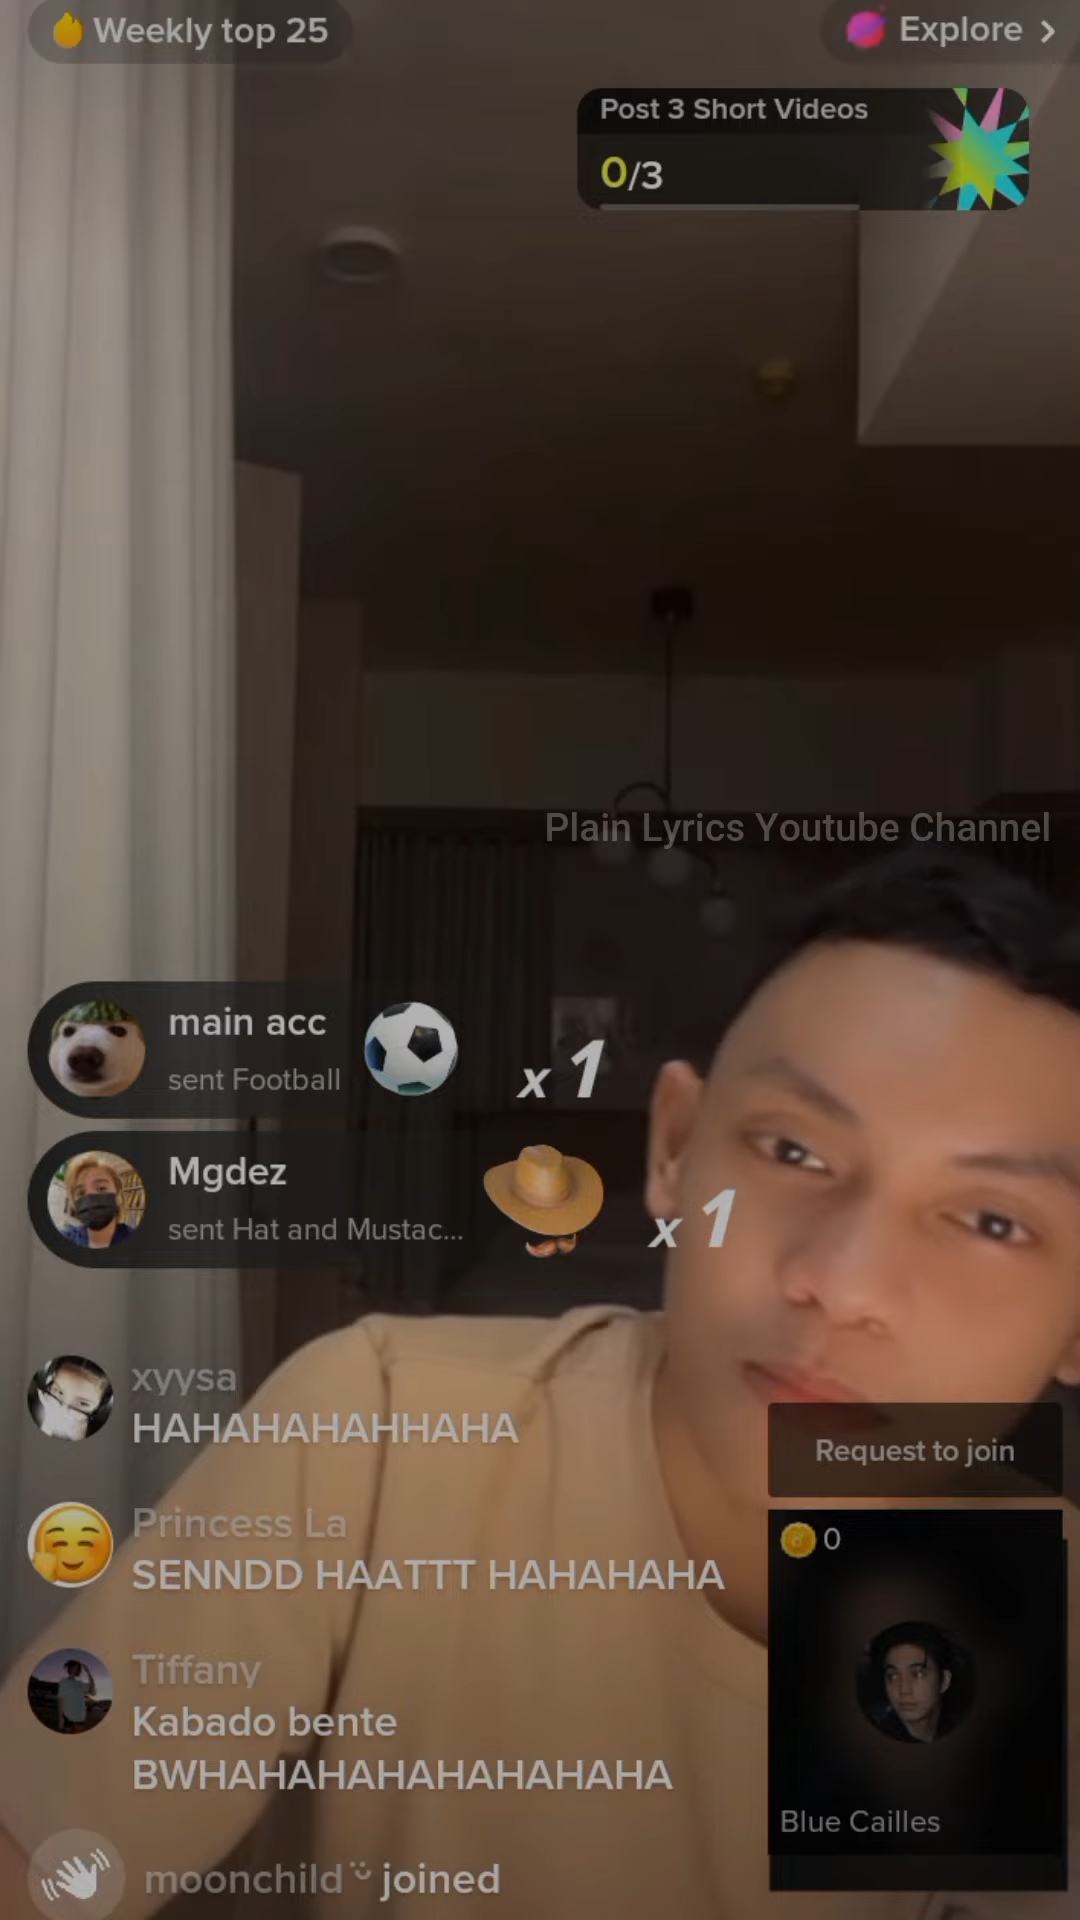 Weekly top 25
Explore >
Post 3 Short Videos
0/3
Plain Lyrics Youtube Channel
main acc
sent Football
x 1
Mgdez
sent Hat and Mustac...
x 1
xyysa
HAHAHAHAHHAHA
Princess La
SENNDD HAATTT HAHAHAHA
Tiffany
Kabado bente
BWHAHAHAHAHAHAHAHA
moonchild joined
Request to join
0
Blue Cailles